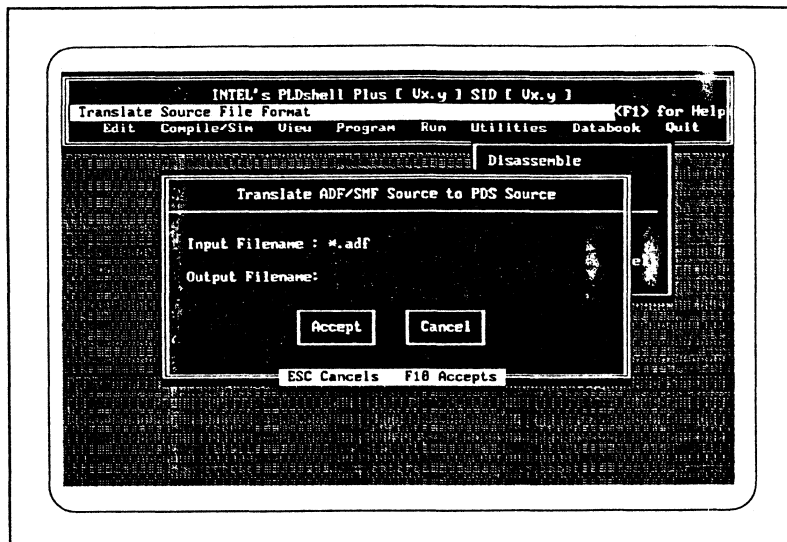 INTEL's PLDshell Plus [ Vx.y ] SID [ Vx.y ]
Translate Source File Format <F1> for Help
Edit Compile/Sim View Program Run Utilities Databook Quit
Disassemble
Translate ADF/SMF Source to PDS Source
Input Filename : *.adf
Output Filename:
Accept Cancel
ESC Cancels F10 Accepts